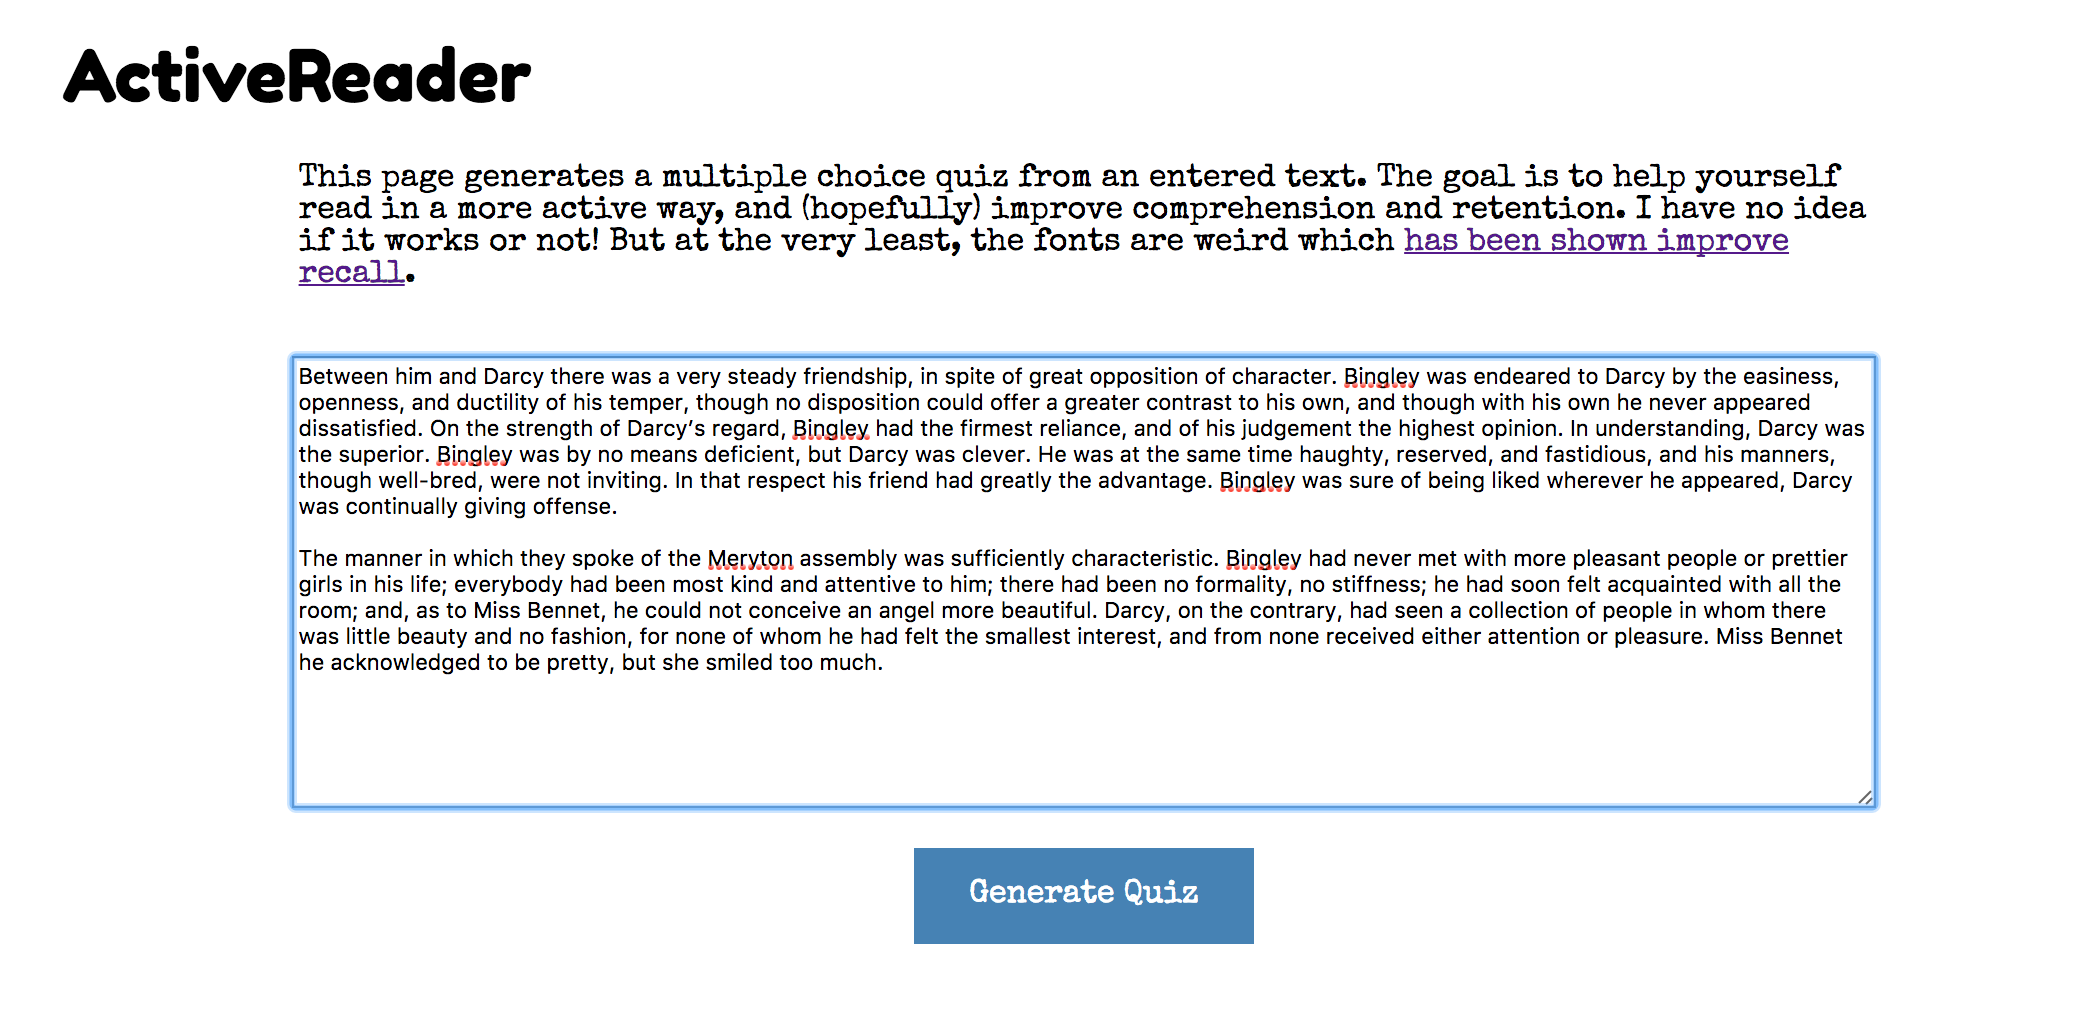 ActiveReader
This page generates a multiple choice quiz from an entered text. The goal is to help yourself
read in a more active way, and (hopefully) improve comprehension and retention. I have no idea
if it works or not! But at the very least, the fonts are weird which has been shown improve
recall.
Between him and Darcy there was a very steady friendship, in spite of great opposition of character. Bingley was endeared to Darcy by the easiness,
openness, and ductility of his temper, though no disposition could offer a greater contrast to his own, and though with his own he never appeared
dissatisfied. On the strength of Darcy’s regard, Bingley had the firmest reliance, and of his judgement the highest opinion. In understanding, Darcy was
the superior. Bingley was by no means deficient, but Darcy was clever. He was at the same time haughty, reserved, and fastidious, and his manners,
though well-bred, were not inviting. In that respect his friend had greatly the advantage. Bingley was sure of being liked wherever he appeared, Darcy
was continually giving offense.
The manner in which they spoke of the Meryton assembly was sufficiently characteristic. Bingley had never met with more pleasant people or prettier
girls in his life; everybody had been most kind and attentive to him; there had been no formality, no stiffness; he had soon felt acquainted with all the
room; and, as to Miss Bennet, he could not conceive an angel more beautiful. Darcy, on the contrary, had seen a collection of people in whom there
was little beauty and no fashion, for none of whom he had felt the smallest interest, and from none received either attention or pleasure. Miss Bennet
he acknowledged to be pretty, but she smiled too much.
Generate Quiz